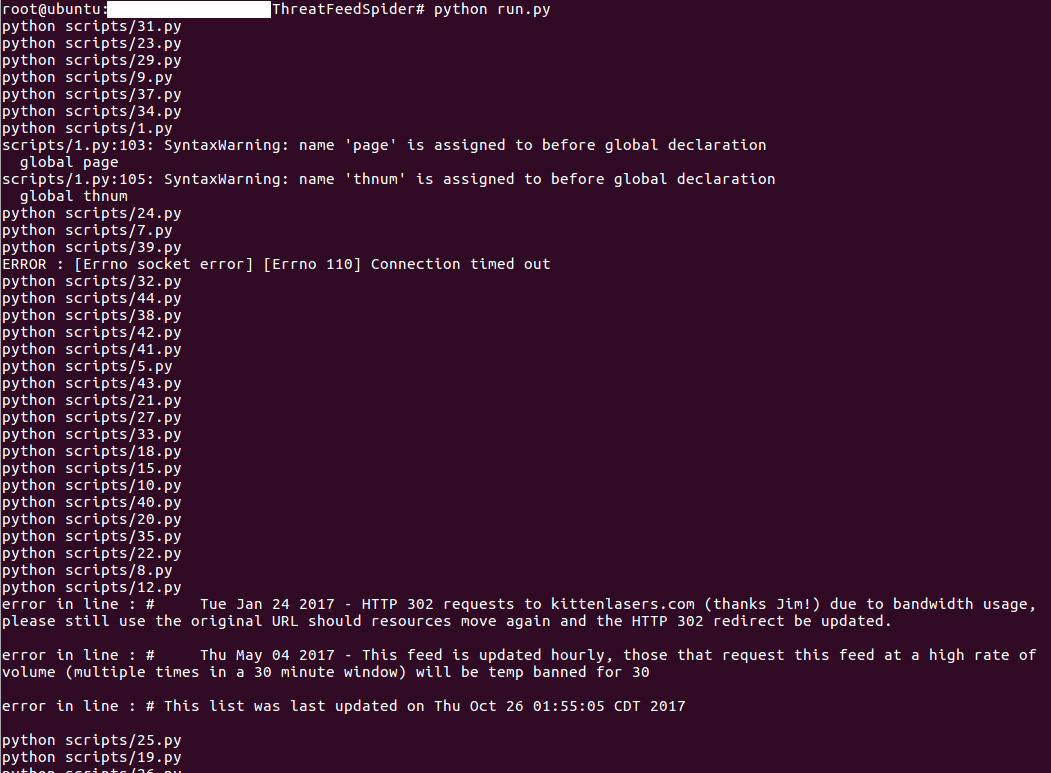 root@ubuntu:ThreatFeedSpider# python run.py
python scripts/31.py
python scripts/23.py
python scripts/29.py
python scripts/9.py
python scripts/37.py
python scripts/34.py
python scripts/1.py
scripts/1.py:103: SyntaxWarning: name 'page' is assigned to before global declaration
  global page
scripts/1.py:105: SyntaxWarning: name 'thnum' is assigned to before global declaration
  global thnum
python scripts/24.py
python scripts/7.py
python scripts/39.py
ERROR : [Errno socket error] [Errno 110] Connection timed out
python scripts/32.py
python scripts/44.py
python scripts/38.py
python scripts/42.py
python scripts/41.py
python scripts/5.py
python scripts/43.py
python scripts/21.py
python scripts/27.py
python scripts/33.py
python scripts/18.py
python scripts/15.py
python scripts/10.py
python scripts/40.py
python scripts/20.py
python scripts/35.py
python scripts/22.py
python scripts/8.py
python scripts/12.py
error in line : #     Tue Jan 24 2017 - HTTP 302 requests to kittenlasers.com (thanks Jim!) due to bandwidth usage,
please still use the original URL should resources move again and the HTTP 302 redirect be updated.
error in line : #     Thu May 04 2017 - This feed is updated hourly, those that request this feed at a high rate of
volume (multiple times in a 30 minute window) will be temp banned for 30
error in line : # This list was last updated on Thu Oct 26 01:55:05 CDT 2017
python scripts/25.py
python scripts/19.py
python scripts/26.py